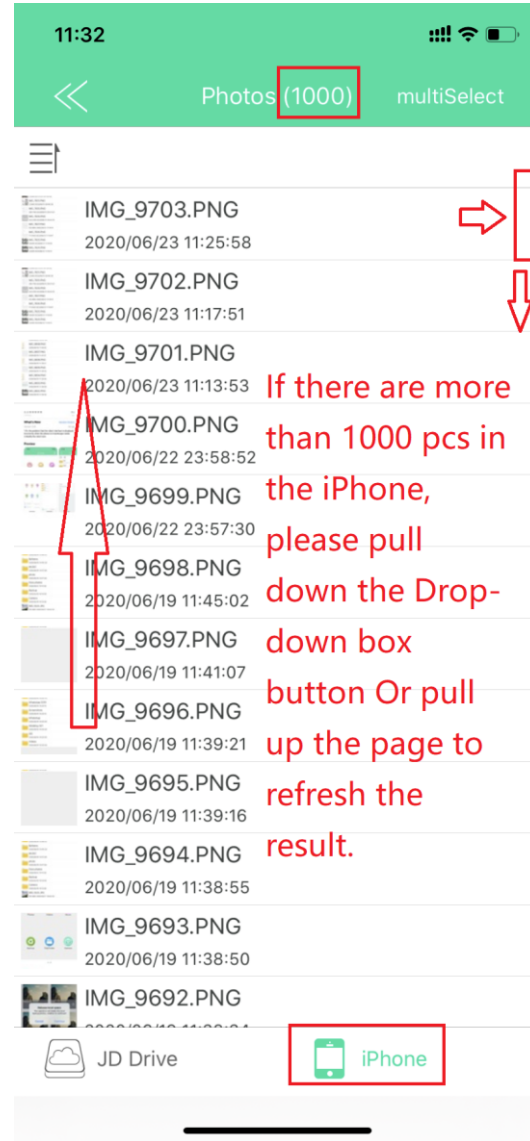 11:32
Photos (1000)
multiSelect
IMG_9703.PNG
2020/06/23 11:25:58
IMG_9702.PNG
2020/06/23 11:17:51
IMG_9701.PNG
2020/06/23 11:13:53
IMG_9700.PNG
2020/06/22 23:58:52
IMG_9699.PNG
2020/06/22 23:57:30
IMG_9698.PNG
2020/06/19 11:45:02
IMG_9697.PNG
2020/06/19 11:41:07
IMG_9696.PNG
2020/06/19 11:39:21
IMG_9695.PNG
2020/06/19 11:39:16
IMG_9694.PNG
2020/06/19 11:38:55
IMG_9693.PNG
2020/06/19 11:38:50
IMG_9692.PNG
If there are more
than 1000 pcs in
the iPhone,
please pull
down the Drop-
down box
button Or pull
up the page to
refresh the
result.
JD Drive
iPhone